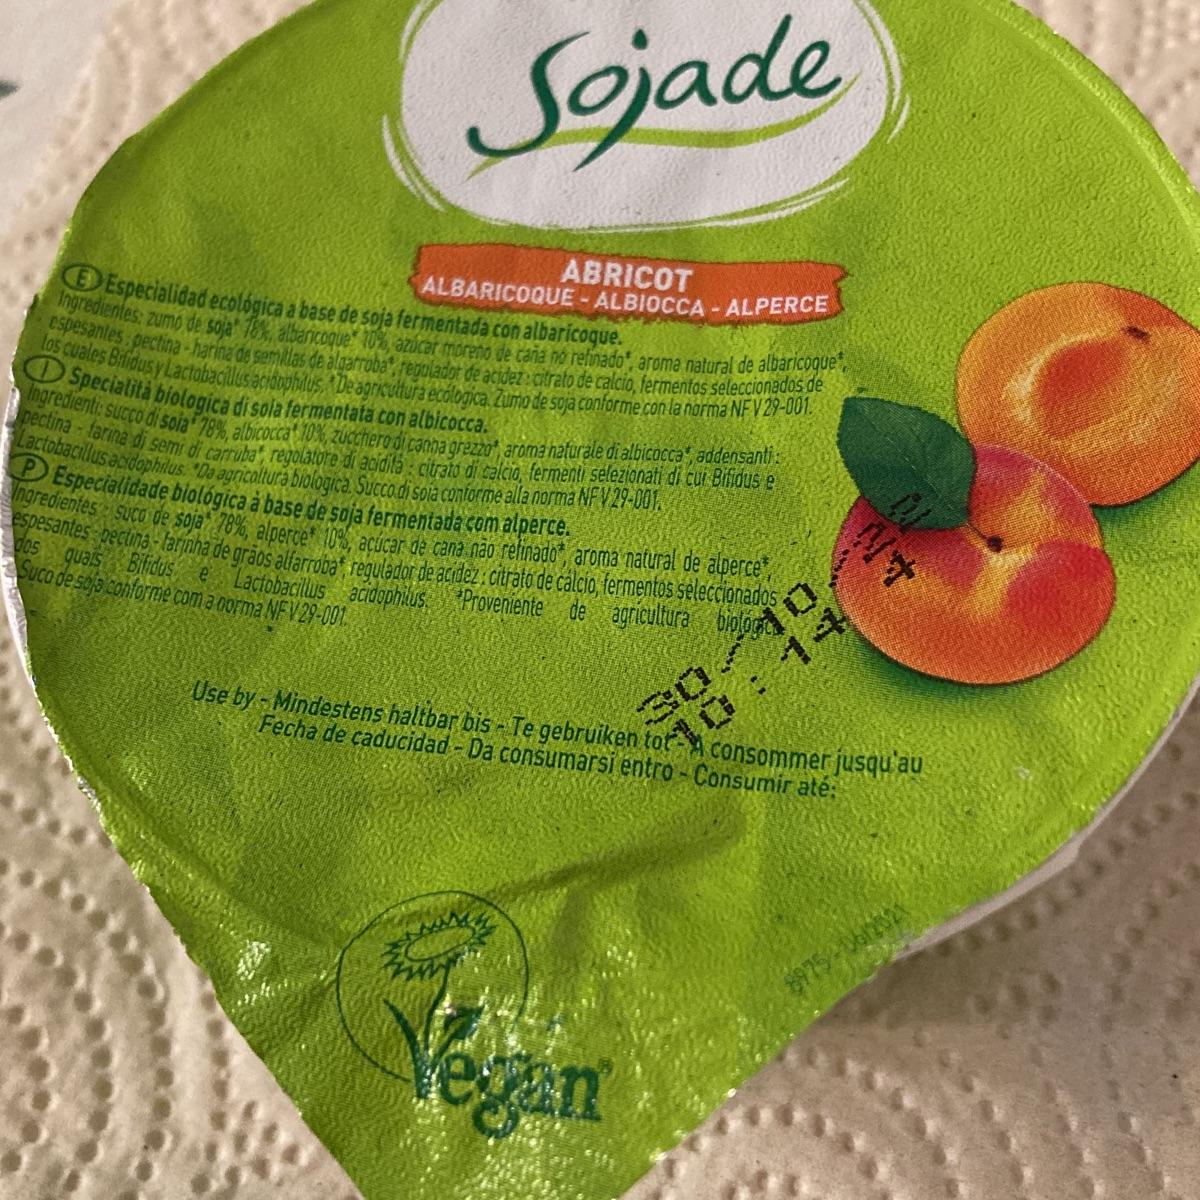 Sojade
ABRICOT
ALBARICOQUE - ALBIOCCA - ALPERCE
E Especialidad ecológica a base de soja fermentada con albaricoque.
Ingredientes: zumo de soja* 78%, albaricoque* 10%, azúcar moreno de caña no refinado*, aroma natural de albaricoque*,
espesantes : pectina - harina de semillas de algarroba*, regulador de acidez : citrato de calcio, fermentos seleccionados de
los cuales Bifidus y Lactobacillus acidophilus. *De agricultura ecológica. Zumo de soja conforme con la norma NF V 29-001.
I Specialità biologica di soia fermentata con albicocca.
Ingredienti: succo di soia* 78%, albicocca* 10%, zucchero di canna grezzo*, aroma naturale di albicocca*, addensanti :
pectina - farina di semi di carruba*, regolatore di acidità : citrato di calcio, fermenti selezionati di cui Bifidus e
Lactobacillus acidophilus. *Da agricoltura biologica. Succo di soia conforme alla norma NF V 29-001.
P Especialidade biológica à base de soja fermentada com alperce.
Ingredientes : suco de soja* 78%, alperce* 10%, açúcar de cana não refinado*, aroma natural de alperce*,
espesantes : pectina - farinha de grãos alfarroba* regulador de acidez : citrato de cálcio, fermentos seleccionados
dos quais Bifidus e Lactobacillus acidophilus. *Proveniente de agricultura biológica.
Suco de soja conforme com a norma NF V 29-001.
30/10/
10:17
Use by - Mindestens haltbar bis - Te gebruiken tot - A consommer jusqu'au
Fecha de caducidad - Da consumarsi entro - Consumir até:
Vegan®